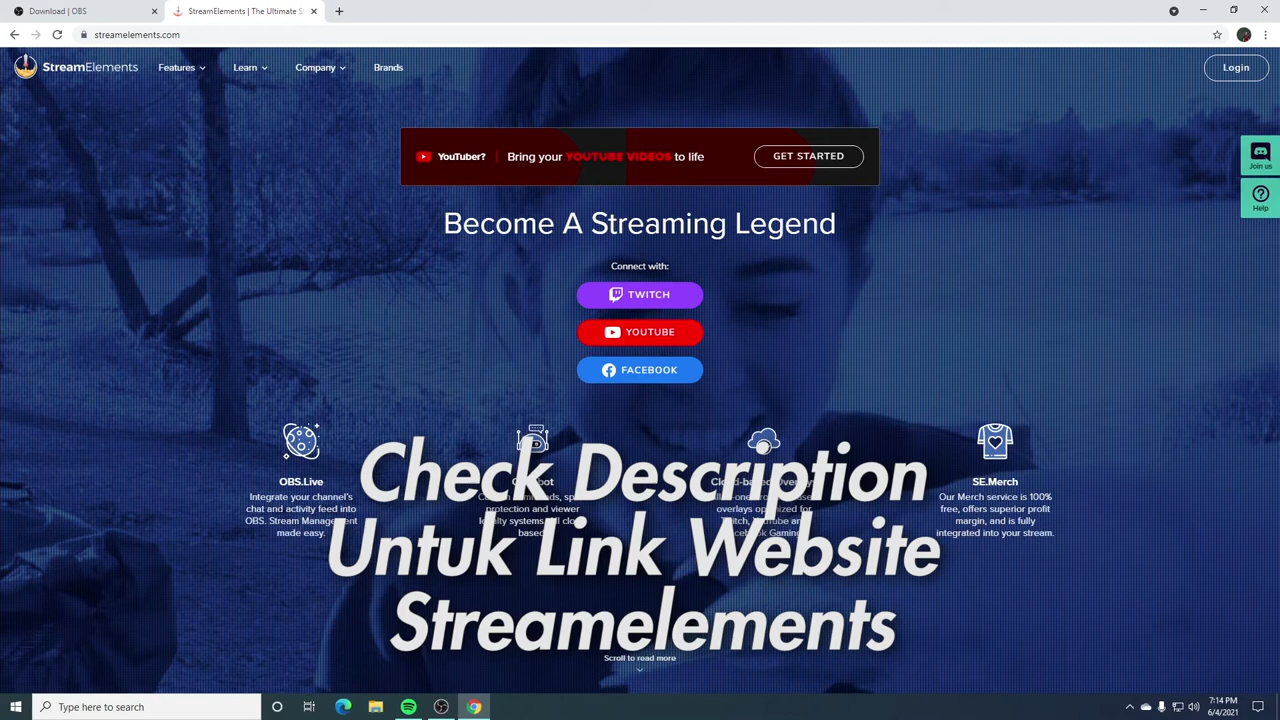 Download | OBS
StreamElements | The Ultimate S
streamelements.com
StreamElements
Features
Learn
Company
Brands
Login
YouTuber?
Bring your YOUTUBE VIDEOS to life
GET STARTED
Join us
Help
Become A Streaming Legend
Connect with:
TWITCH
YOUTUBE
FACEBOOK
OBS.Live
Integrate your channel's
chat and activity feed into
OBS. Stream Management
made easy.
SE.Merch
Our Merch service is 100%
free, offers superior profit
margin, and is fully
integrated into your stream.
Check Description
Untuk Link Website
Streamelements
Scroll to read more
Type here to search
7:14 PM
6/4/2021